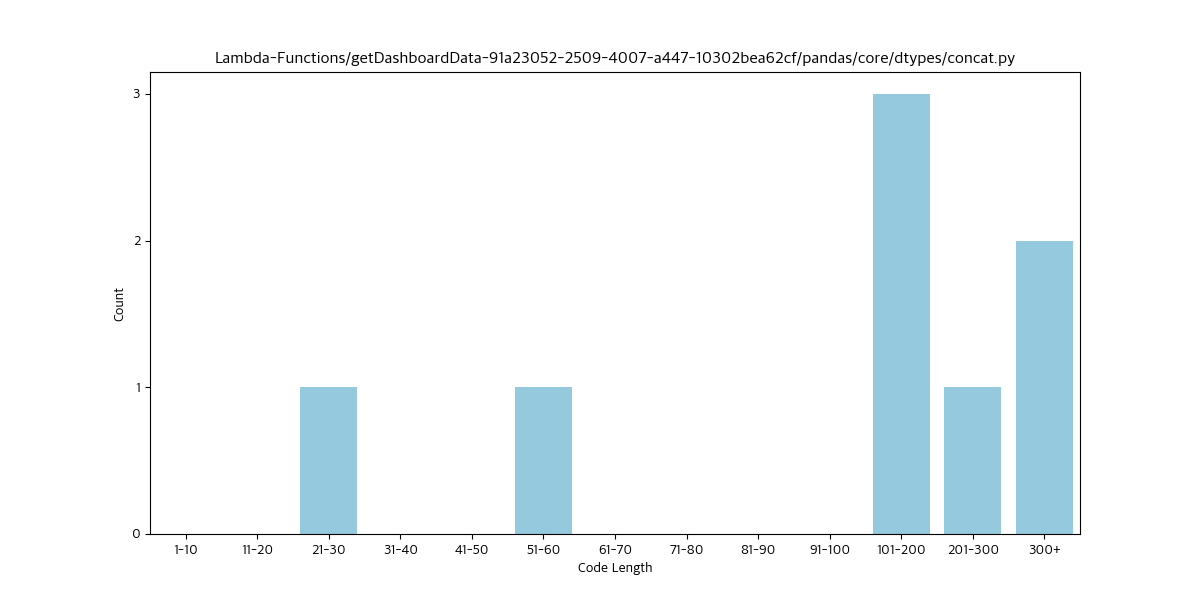 Lambda-Functions/getDashboardData-91a23052-2509-4007-a447-10302bea62cf/pandas/core/dtypes/concat.py
3
2
1
0
Count
1-10 11-20 21-30 31-40 41-50 51-60 61-70 71-80 81-90 91-100 101-200 201-300 300+
Code Length